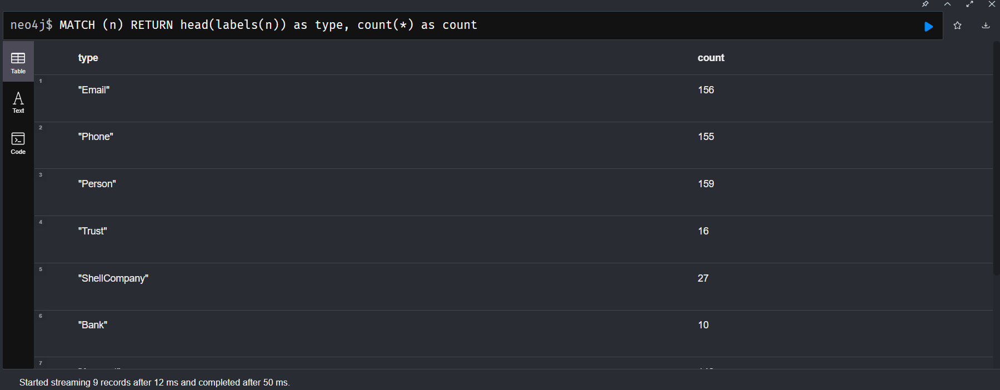 neo4j$ MATCH (n) RETURN head(labels(n)) as type, count(*) as count
Table
Text
Code
type count
1 "Email" 156
2 "Phone" 155
3 "Person" 159
4 "Trust" 16
5 "ShellCompany" 27
6 "Bank" 10
7
Started streaming 9 records after 12 ms and completed after 50 ms.